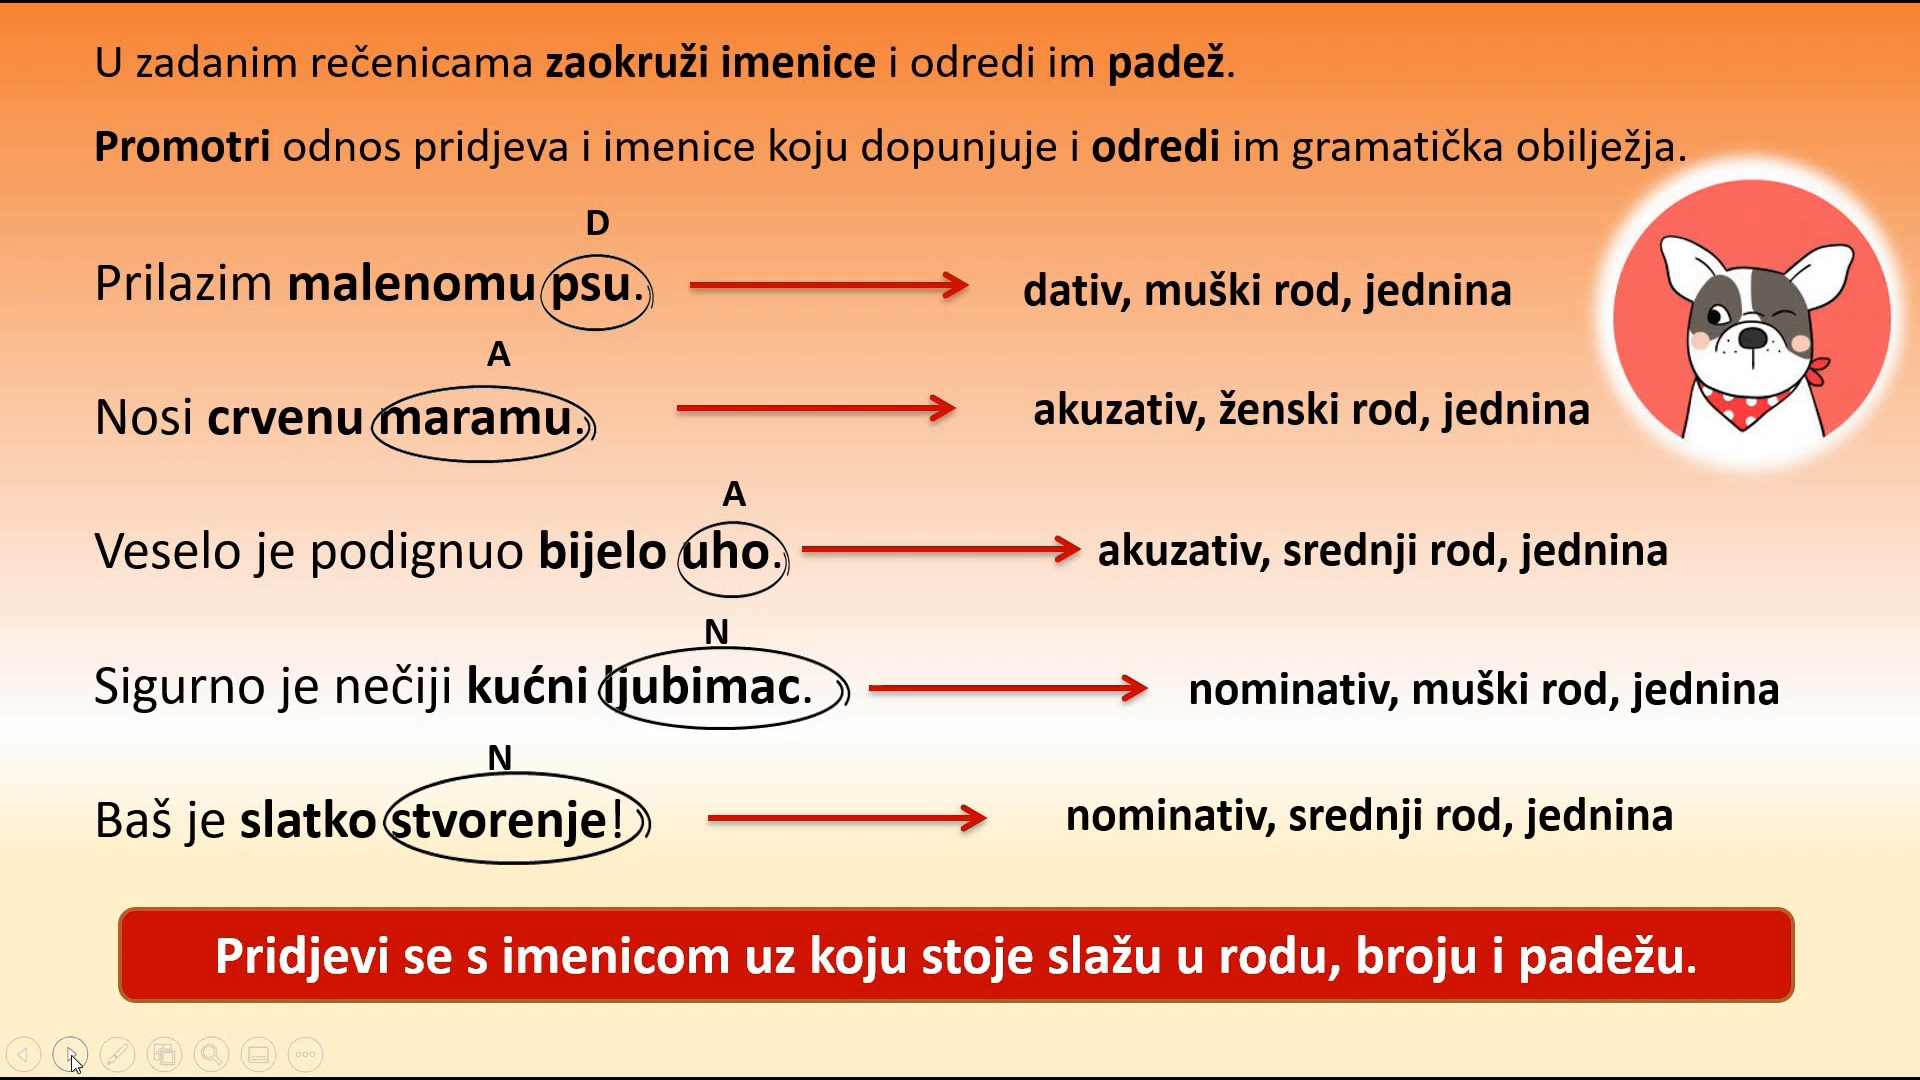 U zadanim rečenicama zaokruži imenice i odredi im padež.
Promotri odnos pridjeva i imenice koju dopunjuje i odredi im gramatička obilježja.
D
Prilazim malenomu psu. dativ, muški rod, jednina
A
Nosi crvenu maramu. akuzativ, ženski rod, jednina
A
Veselo je podignuo bijelo uho. akuzativ, srednji rod, jednina
N
Sigurno je nečiji kućni ljubimac. nominativ, muški rod, jednina
N
Baš je slatko stvorenje! nominativ, srednji rod, jednina
Pridjevi se s imenicom uz koju stoje slažu u rodu, broju i padežu.